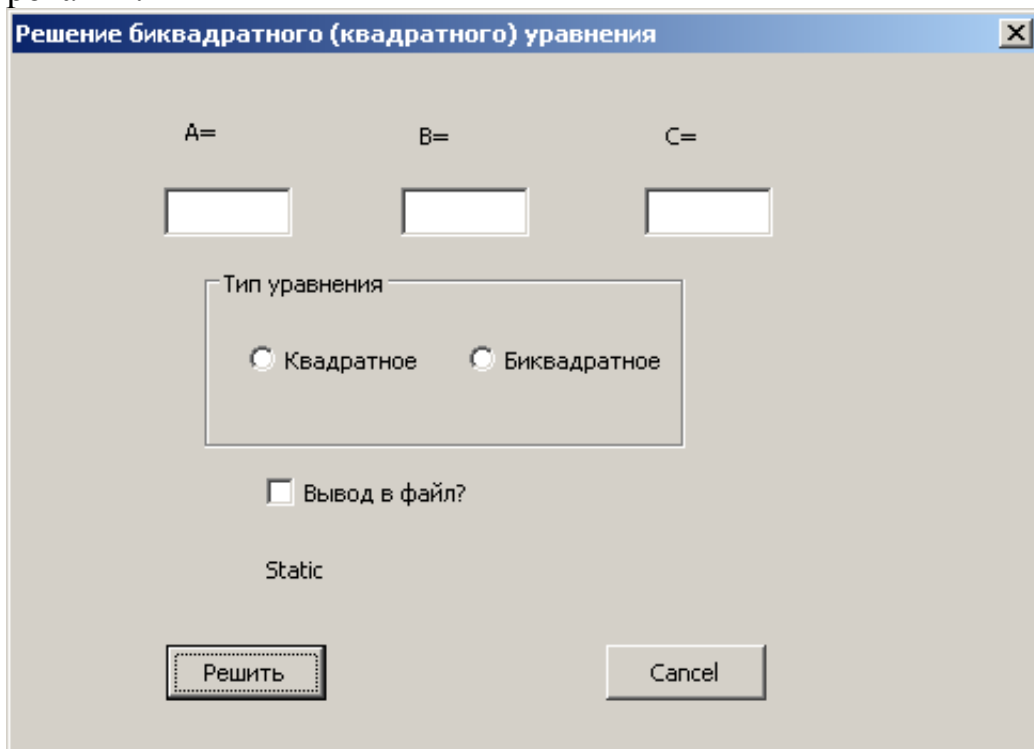 Решение биквадратного (квадратного) уравнения
A= B= C=
Тип уравнения
Квадратное Биквадратное
Вывод в файл?
Static
Решить Cancel